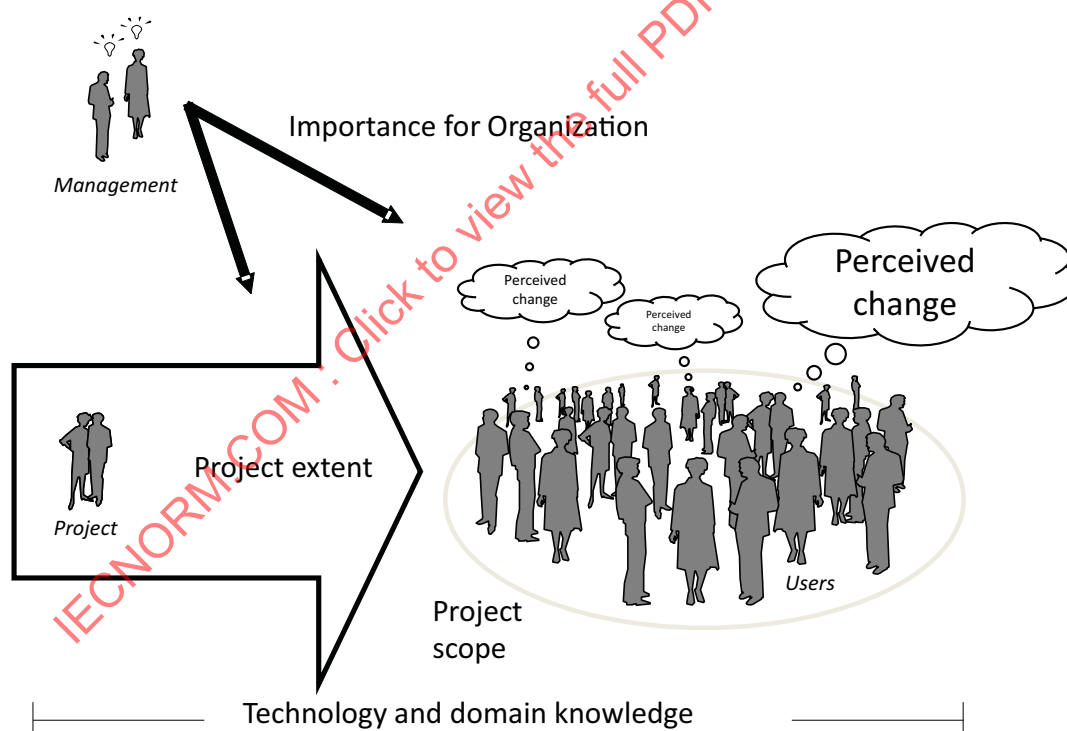 Importance for Organization
Management
Perceived
change
Perceived
change
Perceived
change
Project extent
Project
Users
Project
scope
Technology and domain knowledge
IECNORM.COM : Click to view the full PDF